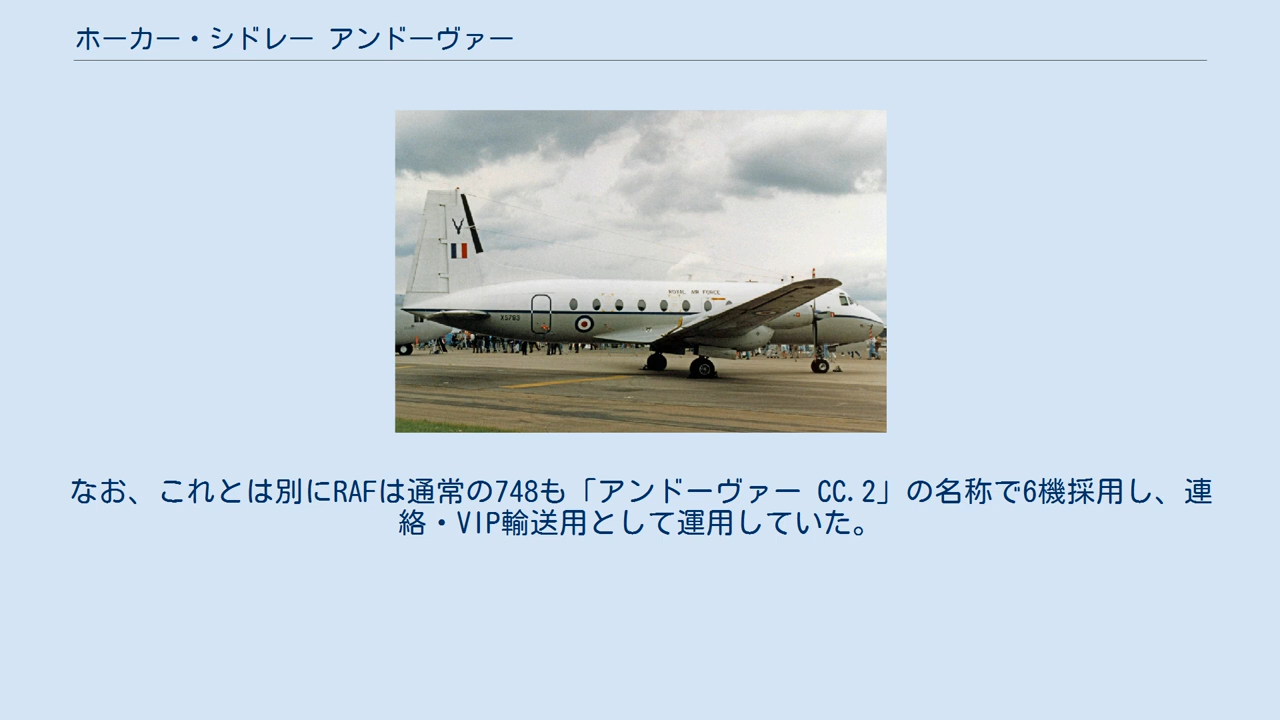 ホーカー・シドレー アンドーヴァー
ROYAL AIR FORCE
XS793
なお、これとは別にRAFは通常の748も「アンドーヴァー CC.2」の名称で6機採用し、連
絡・VIP輸送用として運用していた。